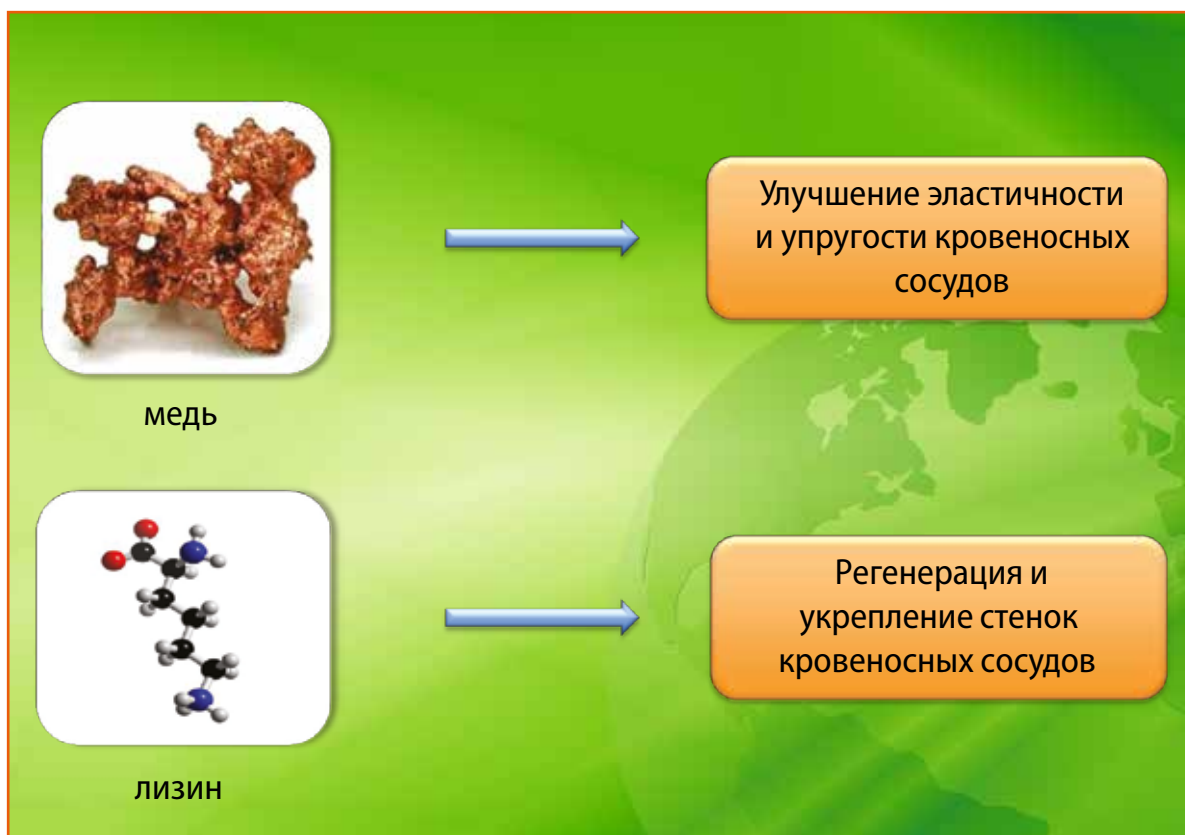 медь
Улучшение эластичности
и упругости кровеносных
сосудов
лизин
Регенерация и
укрепление стенок
кровеносных сосудов